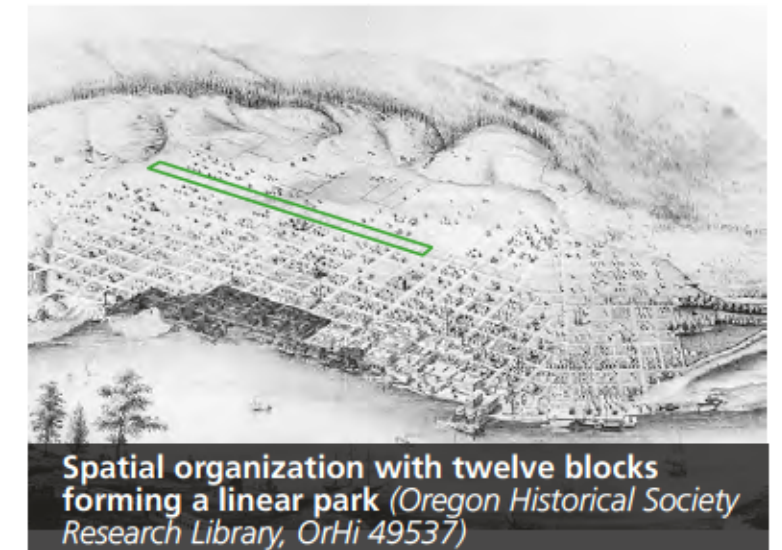 Spatial organization with twelve blocks
forming a linear park (Oregon Historical Society
Research Library, OrHi 49537)